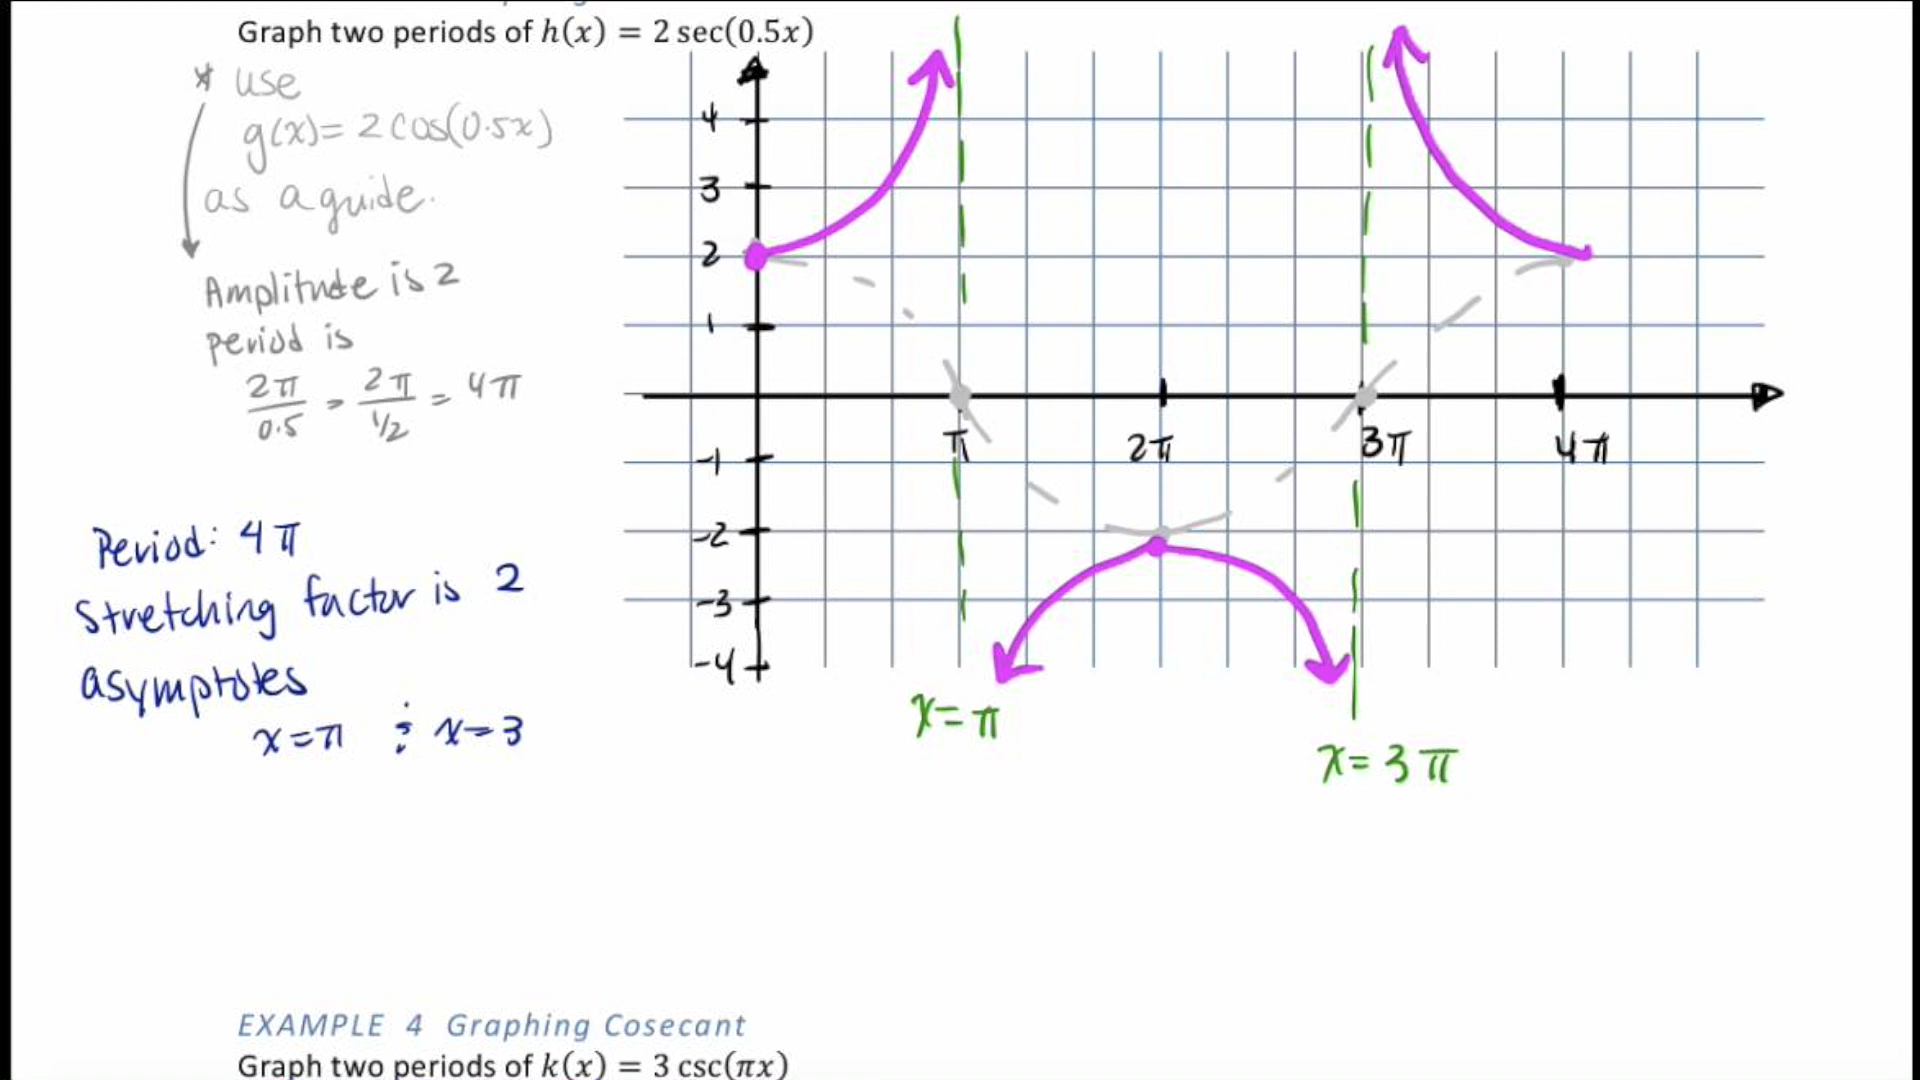 Graph two periods of h(x) = 2 sec(0.5x)
* use
g(x)= 2cos(0.5x)
as a guide.
Amplitude is 2
period is
2π/0.5 = 2π/1/2 = 4π
Period: 4π
Stretching factor is 2
asymptotes
x=π ; x=3
4
3
2
1
-1
-2
-3
-4
π 2π 3π 4π
x=π
x=3π
EXAMPLE 4 Graphing Cosecant
Graph two periods of k(x) = 3 csc(πx)